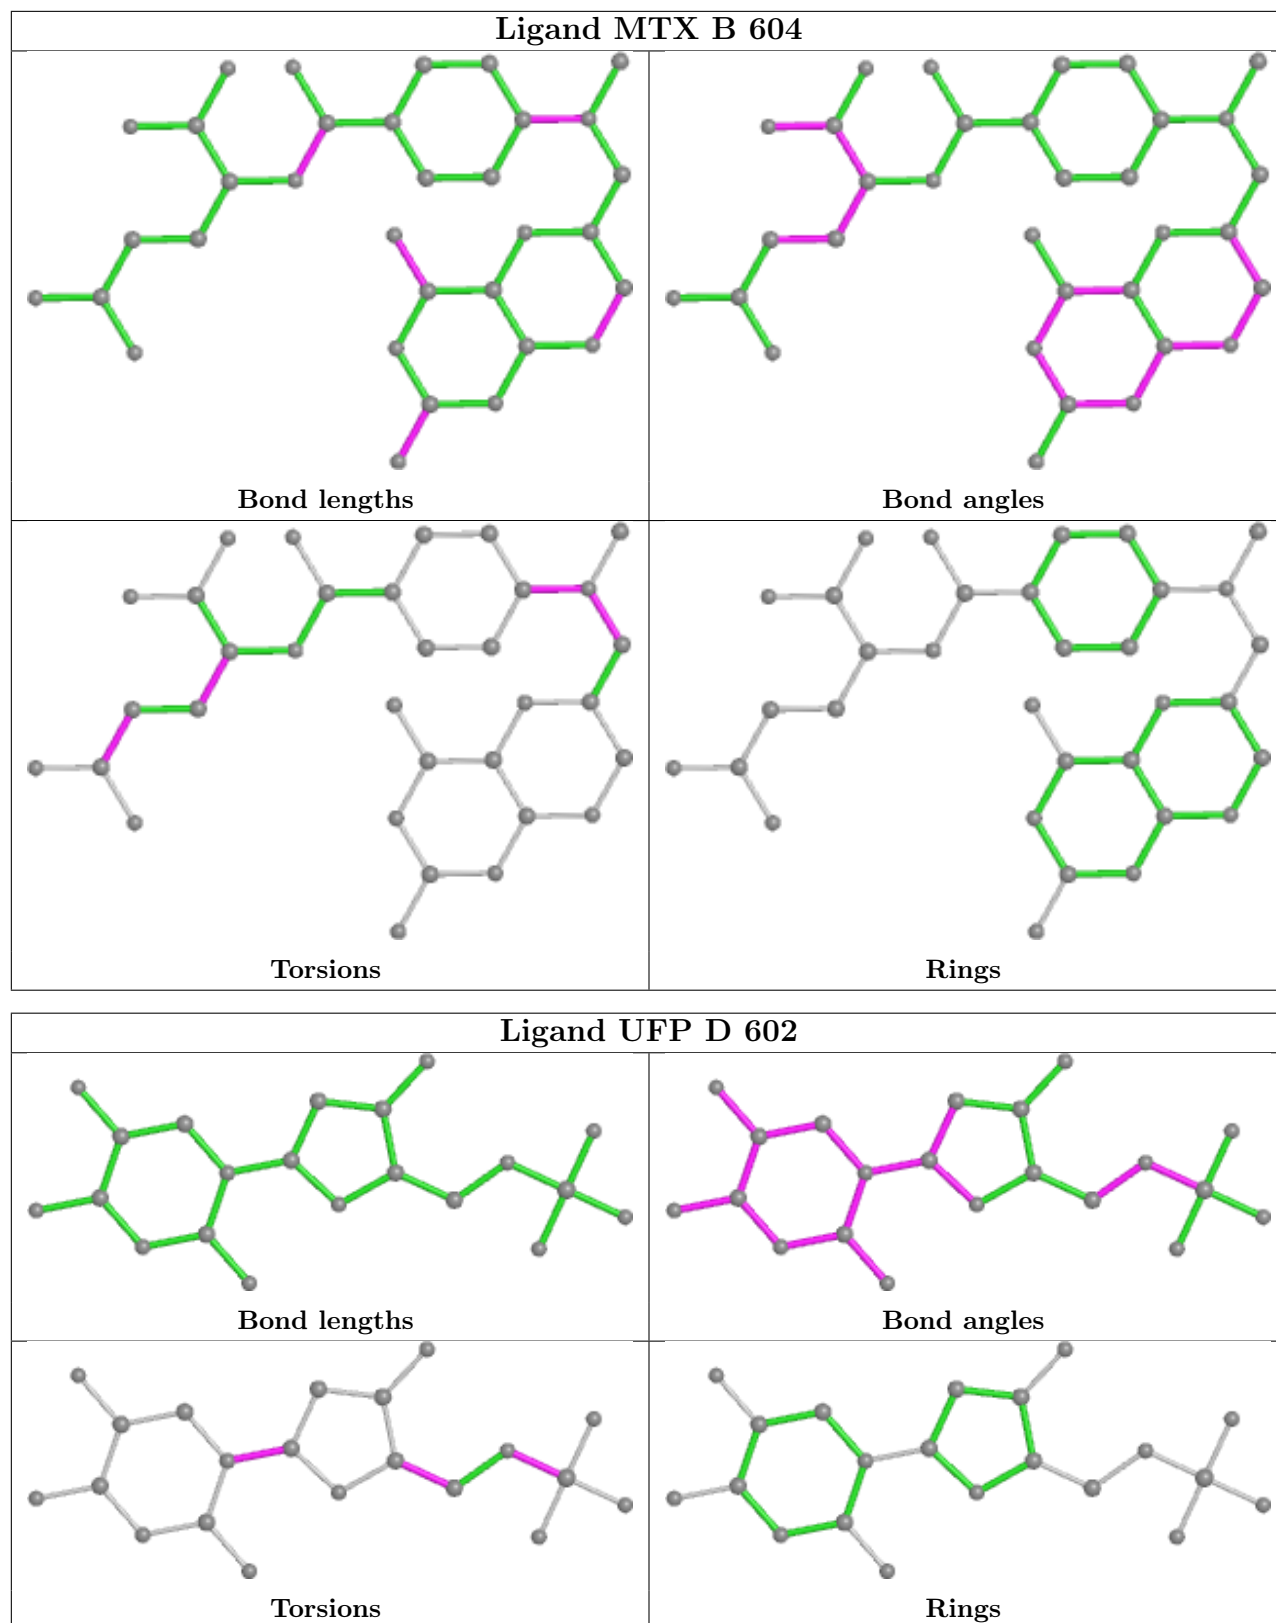 Ligand MTX B 604
Bond lengths
Bond angles
Torsions
Rings
Ligand UFP D 602
Bond lengths
Bond angles
Torsions
Rings